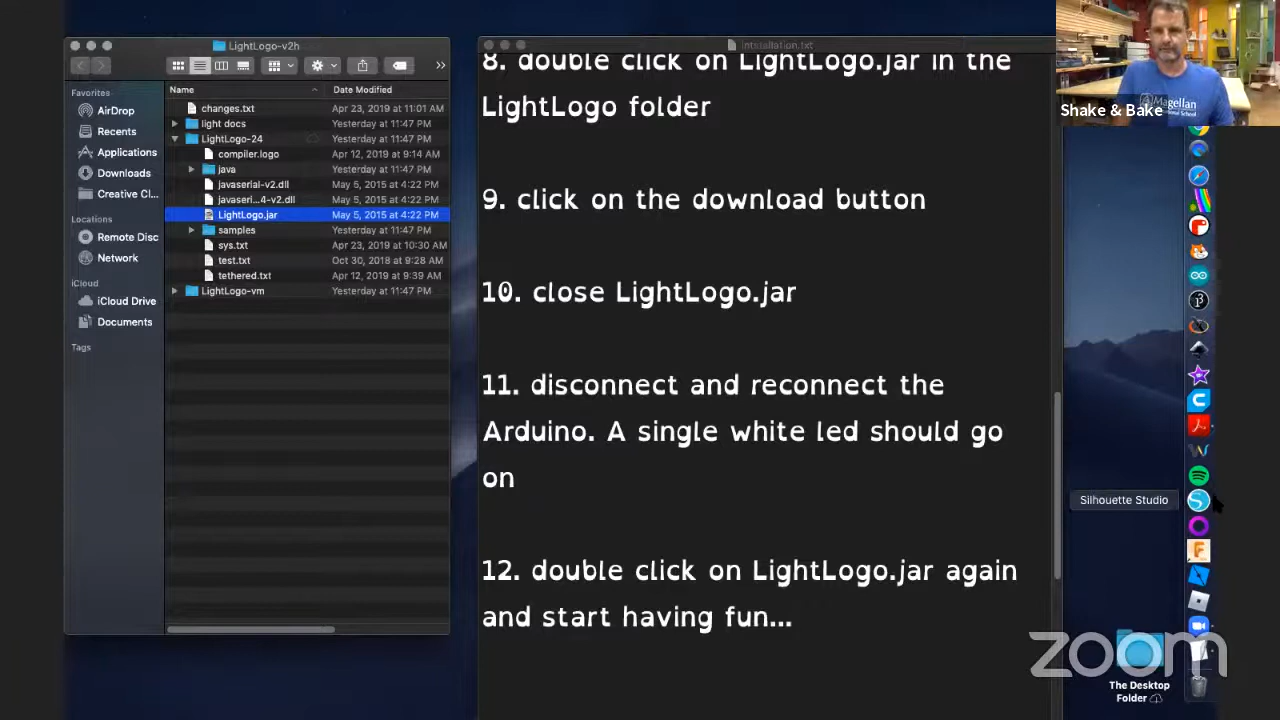 LightLogo-v2h
Name
Date Modified
Favorites
AirDrop
Recents
Applications
Downloads
Creative Cl...
Locations
Remote Disc
Network
iCloud
iCloud Drive
Documents
Tags
changes.txt Apr 23, 2019 at 11:01 AM
light docs Yesterday at 11:47 PM
LightLogo-24 Yesterday at 11:47 PM
compiler.logo Apr 12, 2019 at 9:14 AM
java Yesterday at 11:47 PM
javaserial-v2.dll May 5, 2015 at 4:22 PM
javaseri...4-v2.dll May 5, 2015 at 4:22 PM
LightLogo.jar May 5, 2015 at 4:22 PM
samples Yesterday at 11:47 PM
sys.txt Apr 23, 2019 at 10:30 AM
test.txt Oct 30, 2018 at 9:28 AM
tethered.txt Apr 12, 2019 at 9:39 AM
LightLogo-vm Yesterday at 11:47 PM
installation.txt
8. double click on LightLogo.jar in the
LightLogo folder
9. click on the download button
10. close LightLogo.jar
11. disconnect and reconnect the
Arduino. A single white led should go
on
12. double click on LightLogo.jar again
and start having fun...
Magellan
Shake & Bake
Silhouette Studio
zoom
The Desktop
Folder